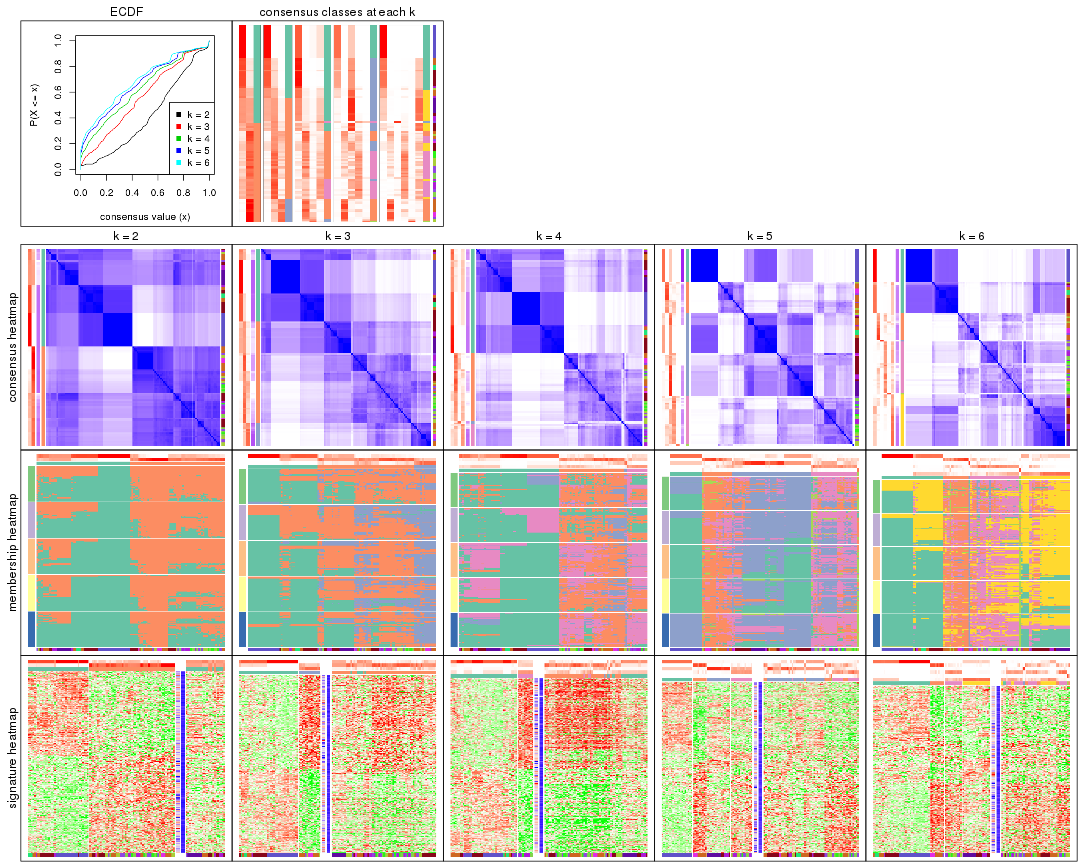 ECDF
consensus classes at each k
P(X <= x)
0.0 0.2 0.4 0.6 0.8 1.0
k = 2
k = 3
k = 4
k = 5
k = 6
0.0 0.2 0.4 0.6 0.8 1.0
consensus value (x)
k = 2 k = 3 k = 4 k = 5 k = 6
consensus heatmap
membership heatmap
signature heatmap